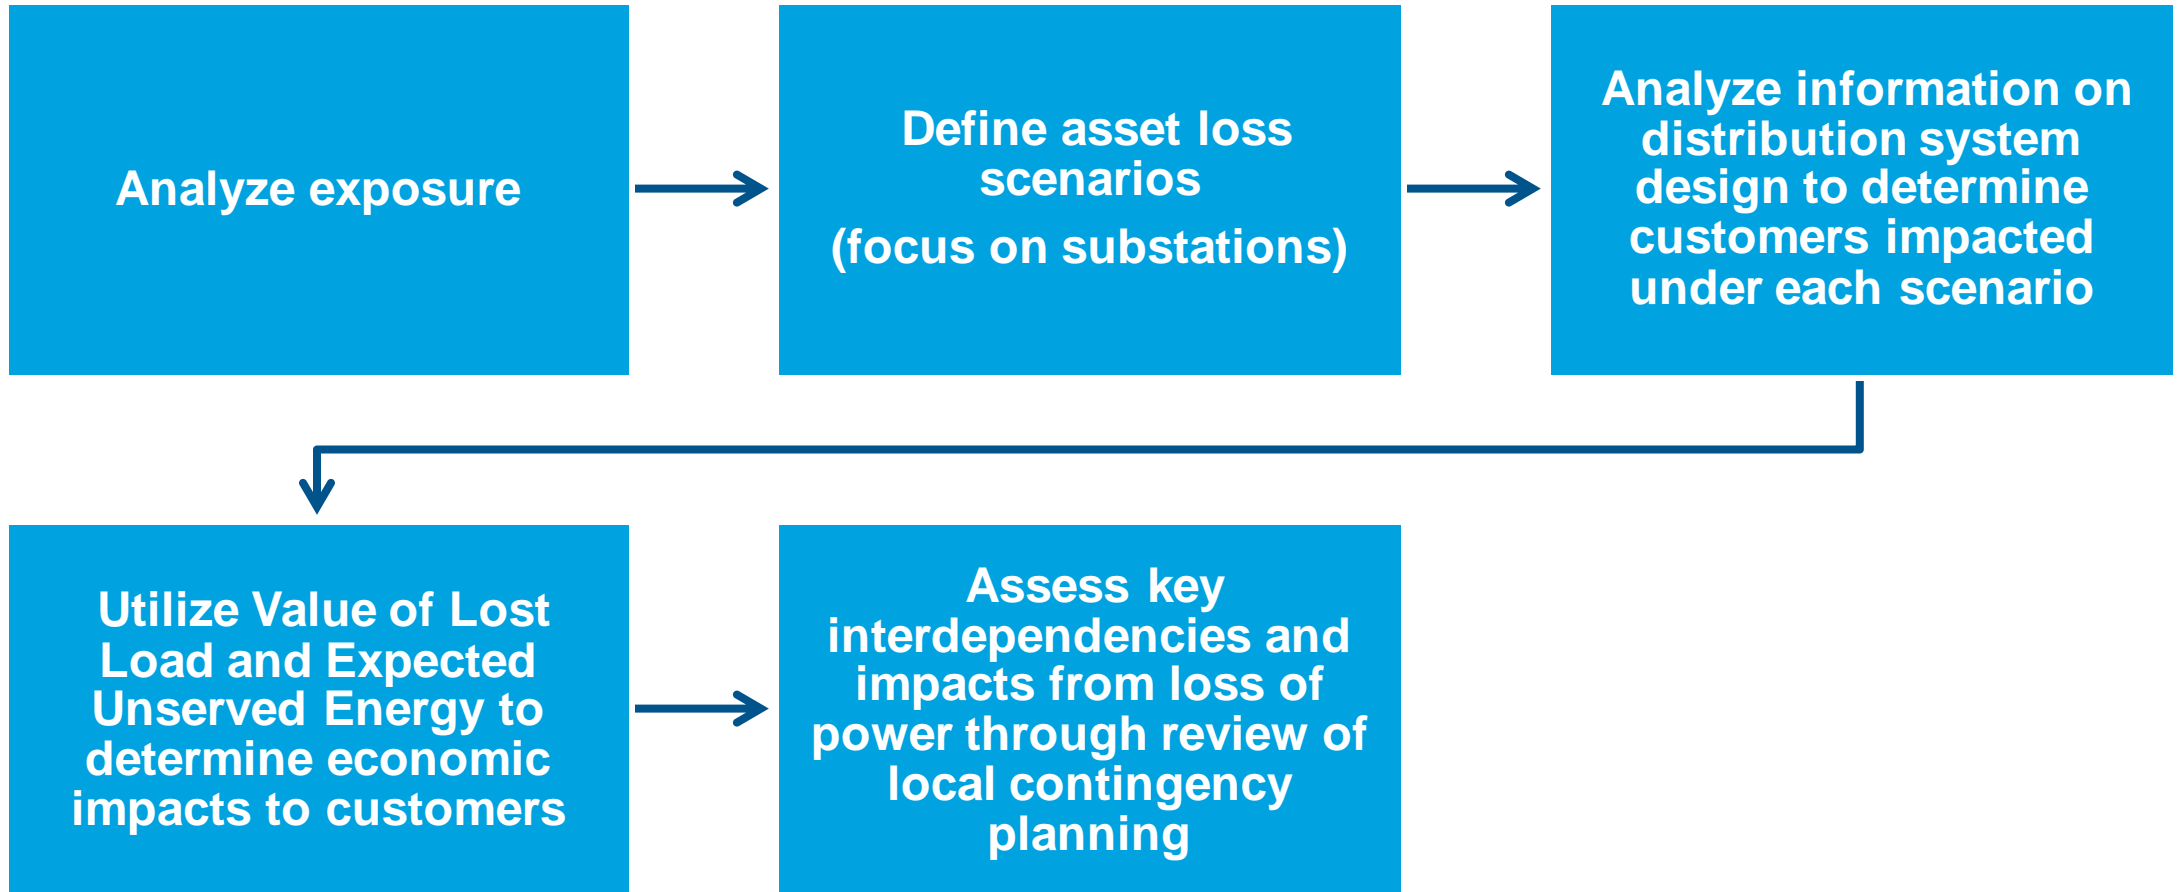 Analyze exposure
Define asset loss
scenarios
(focus on substations)
Analyze information on
distribution system
design to determine
customers impacted
under each scenario
Utilize Value of Lost
Load and Expected
Unserved Energy to
determine economic
impacts to customers
Assess key
interdependencies and
impacts from loss of
power through review of
local contingency
planning